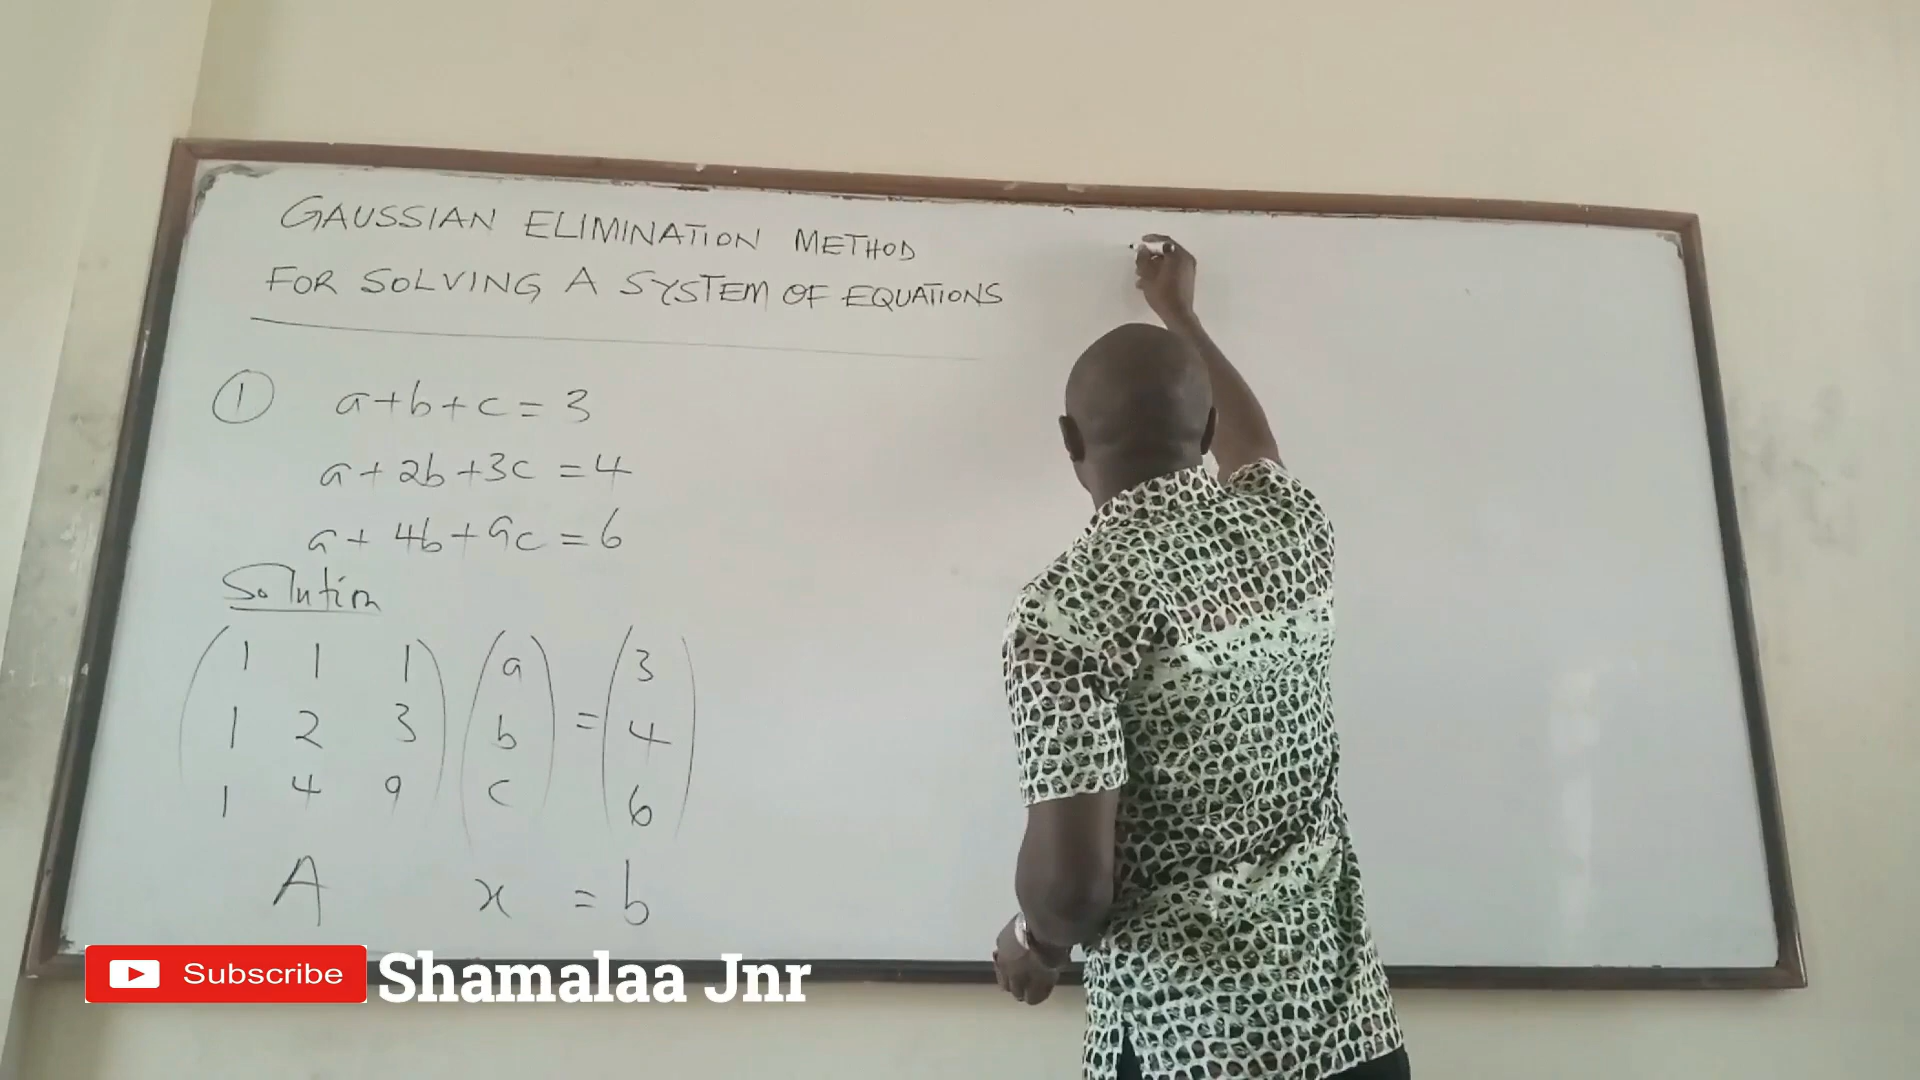 GAUSSIAN ELIMINATION METHOD
FOR SOLVING A SYSTEM OF EQUATIONS
① a+b+c=3
a+2b+3c=4
a+4b+9c=6
Solution
(1 1 1) (a) = (3)
1 2 3 b 4
1 4 9 c 6
A x = b
Subscribe Shamalaa Jnr